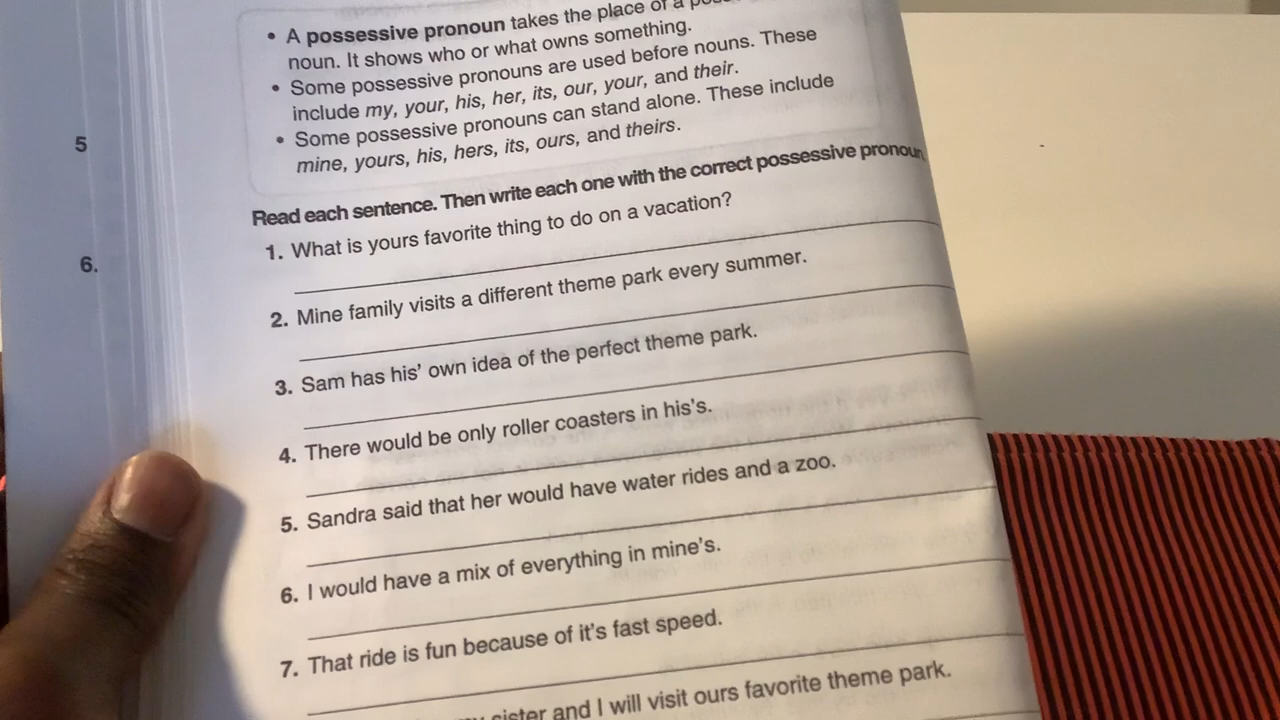 • A possessive pronoun takes the place of a
noun. It shows who or what owns something.
• Some possessive pronouns are used before nouns. These
include my, your, his, her, its, our, your, and their.
• Some possessive pronouns can stand alone. These include
mine, yours, his, hers, its, ours, and theirs.
Read each sentence. Then write each one with the correct possessive pronoun
1. What is yours favorite thing to do on a vacation?
2. Mine family visits a different theme park every summer.
3. Sam has his' own idea of the perfect theme park.
4. There would be only roller coasters in his's.
5. Sandra said that her would have water rides and a zoo.
6. I would have a mix of everything in mine's.
7. That ride is fun because of it's fast speed.
sister and I will visit ours favorite theme park.
5
6.